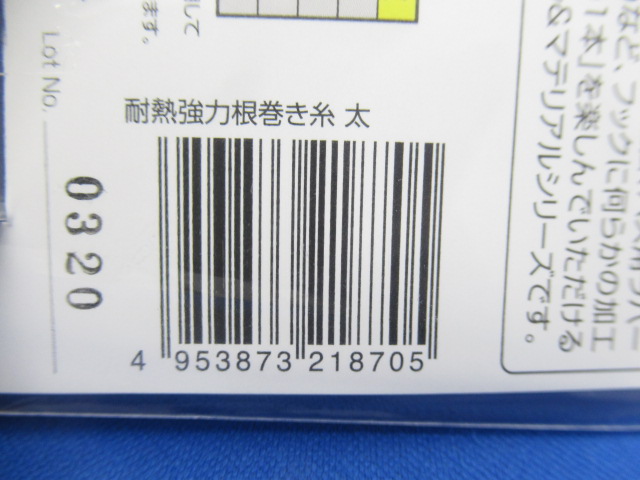 して
ます。
Lot No.
0320
耐熱強力根巻き糸 太
4 953873 218705
など、フックに何らかの加工
1本」を楽しんでいただける
&マテリアルシリーズです。